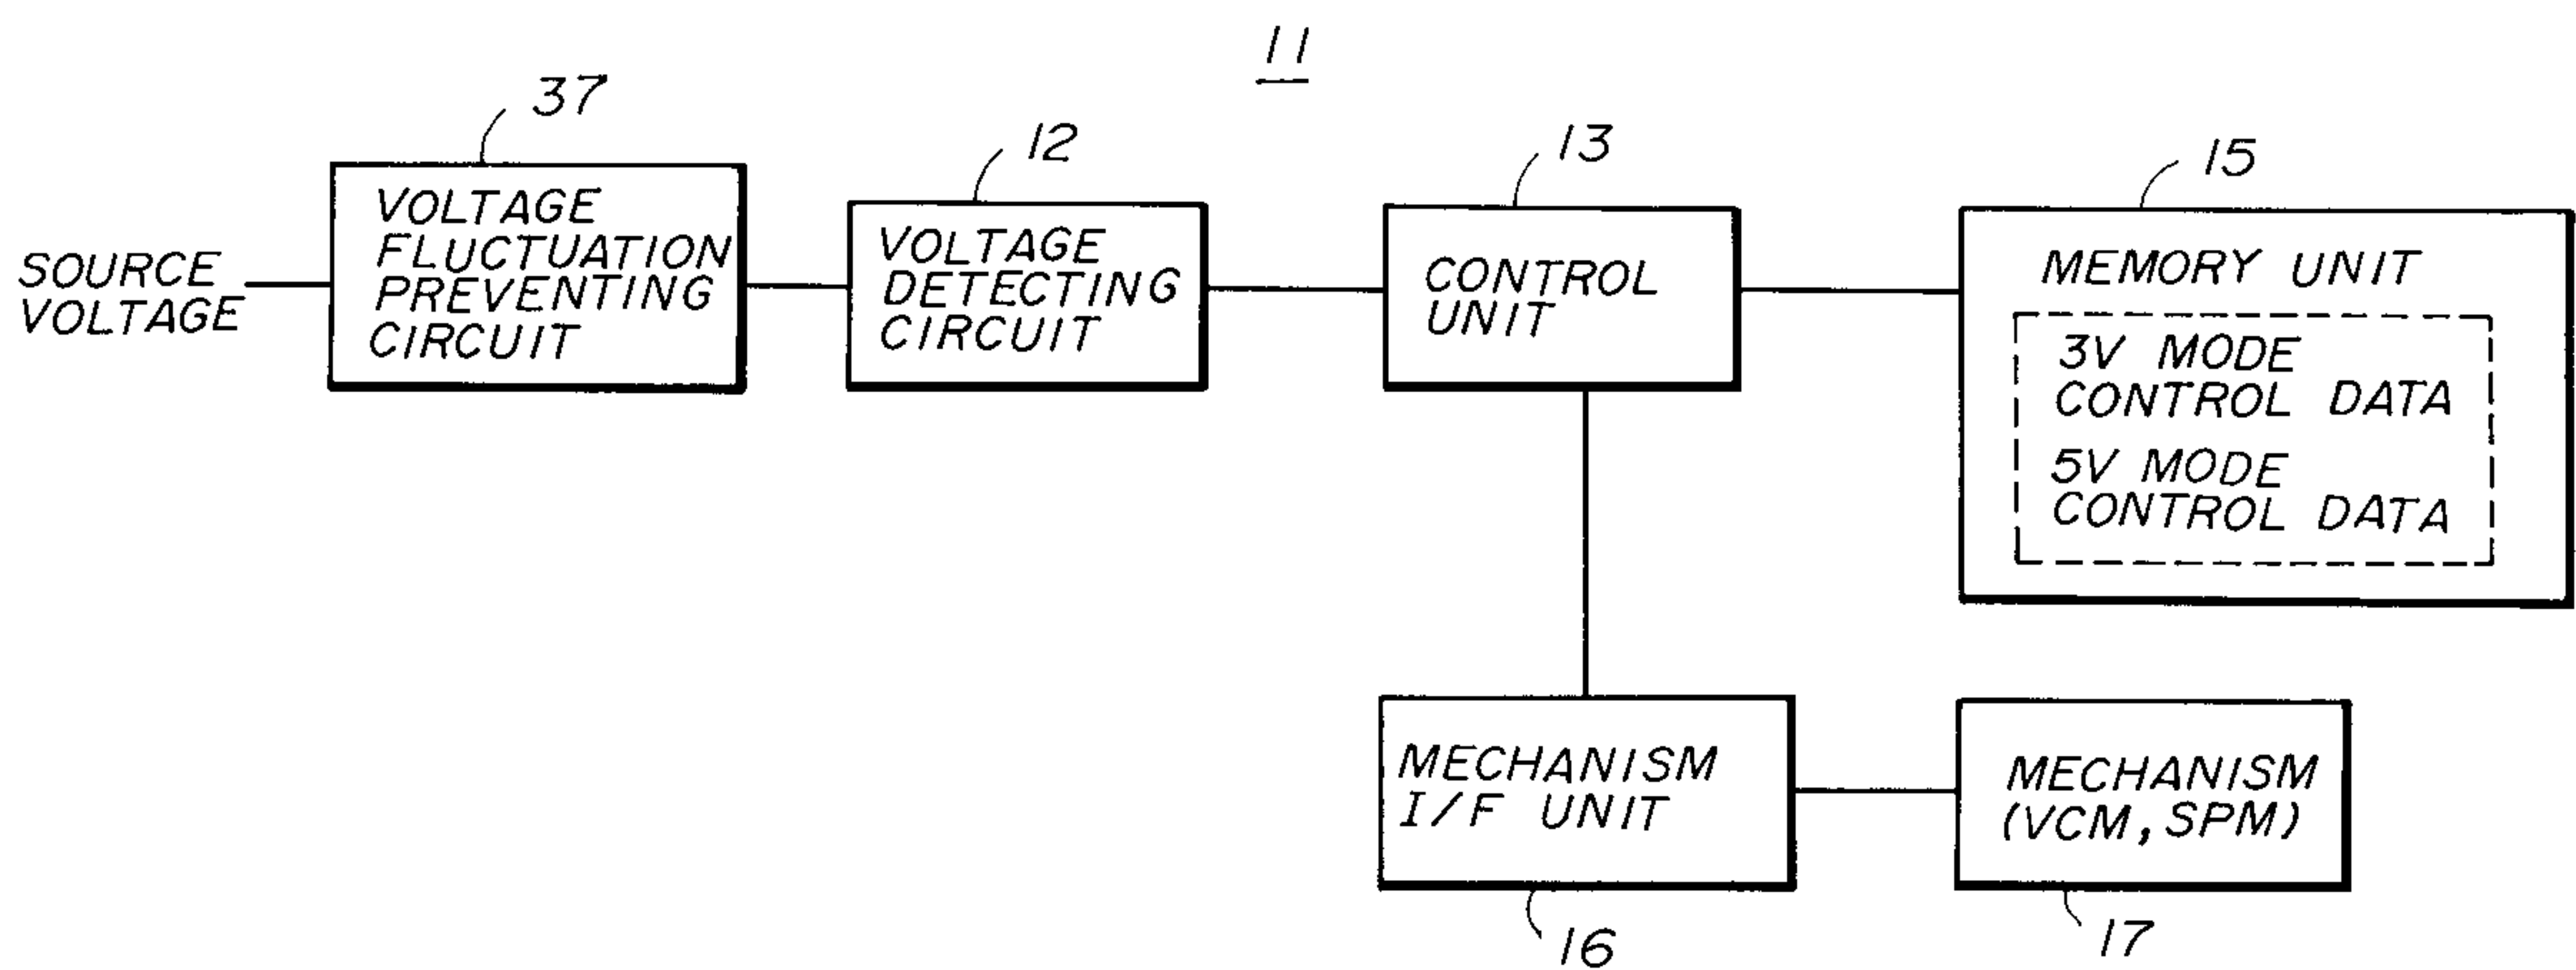 11
37
12
13
15
SOURCE
VOLTAGE
VOLTAGE
FLUCTUATION
PREVENTING
CIRCUIT
VOLTAGE
DETECTING
CIRCUIT
CONTROL
UNIT
MEMORY UNIT
3V MODE
CONTROL DATA
5V MODE
CONTROL DATA
MECHANISM
I/F UNIT
MECHANISM
(VCM, SPM)
16
17